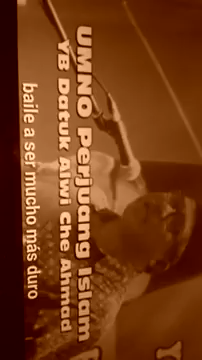 UMNO Perjuang Islam
YB Datuk Alwi Che Ahmad
baile a ser mucho más duro